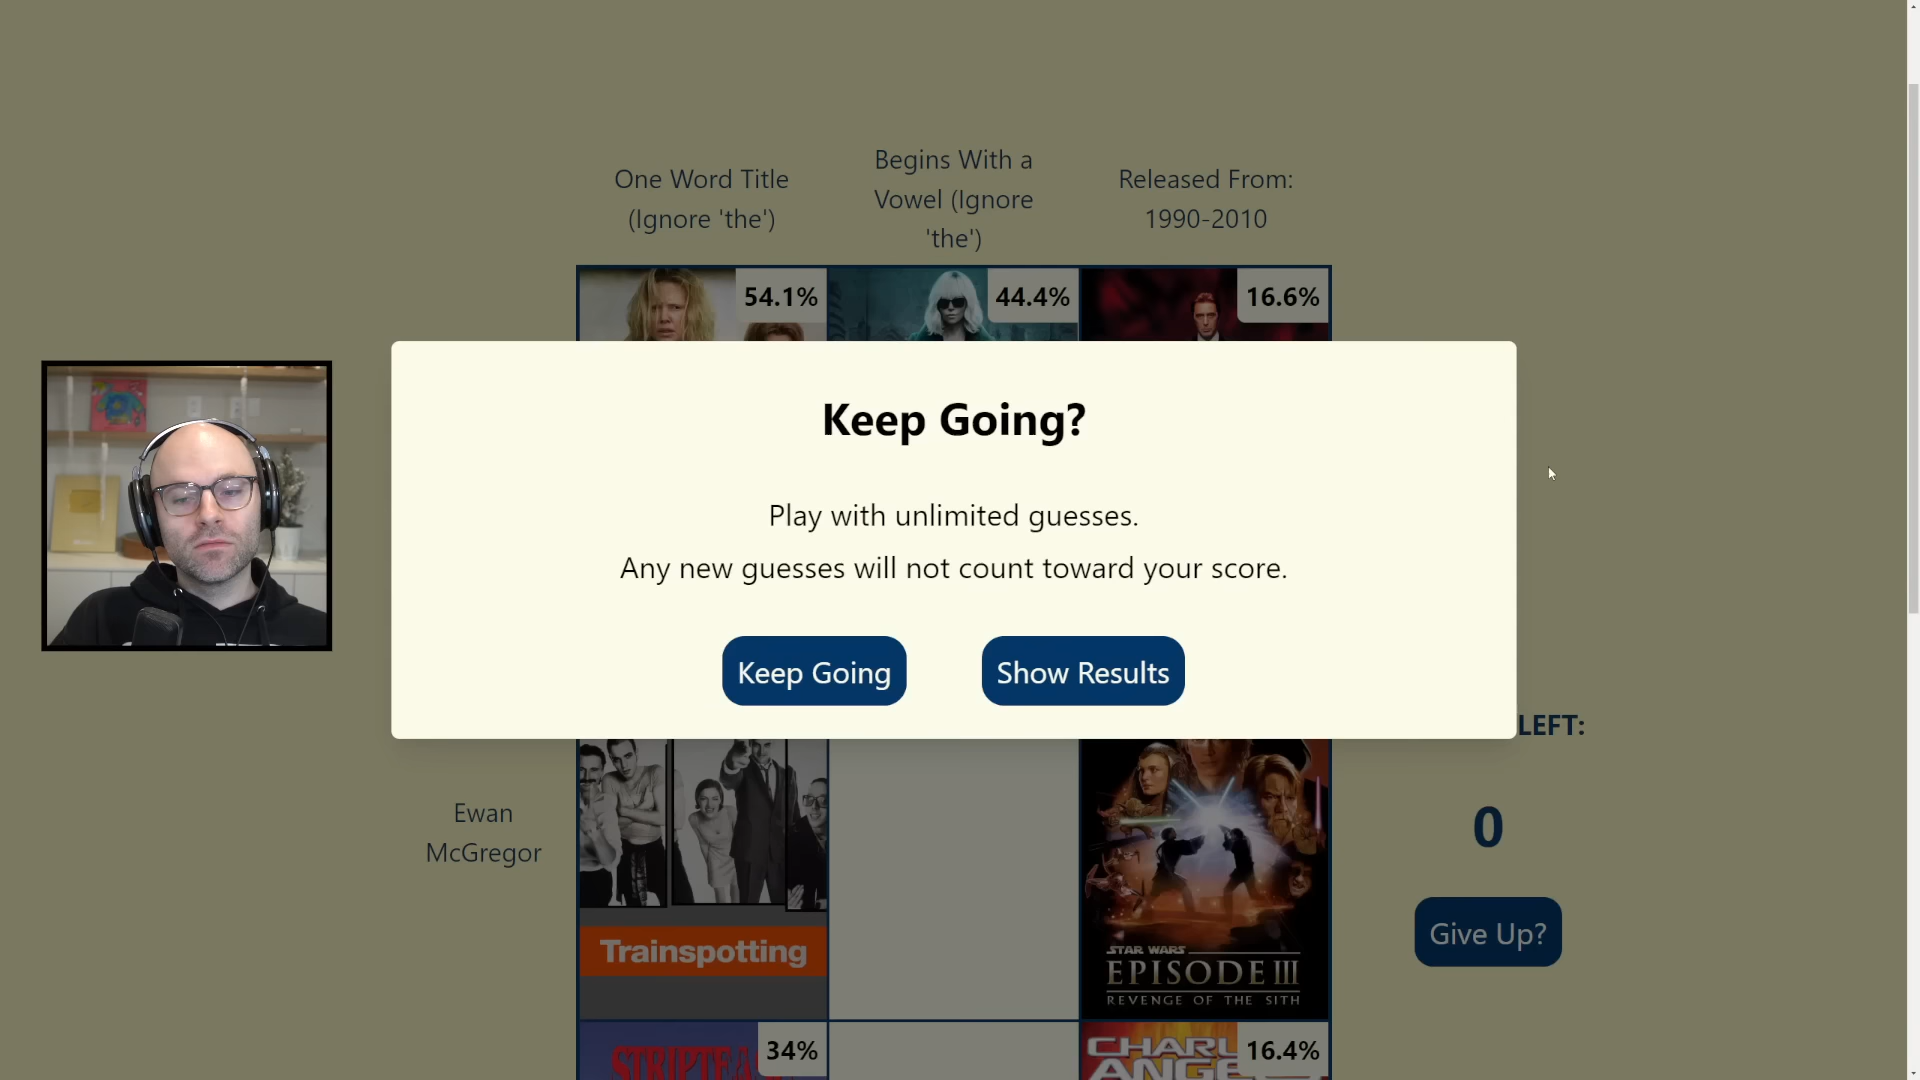 One Word Title
(Ignore 'the')
Begins With a
Vowel (Ignore
'the')
Released From:
1990-2010
54.1%
44.4%
16.6%
Keep Going?
Play with unlimited guesses.
Any new guesses will not count toward your score.
Keep Going
Show Results
LEFT:
0
Give Up?
Ewan
McGregor
Trainspotting
STAR WARS
EPISODE III
REVENGE OF THE SITH
STRIPTEA
34%
CHARL
ANGE
16.4%